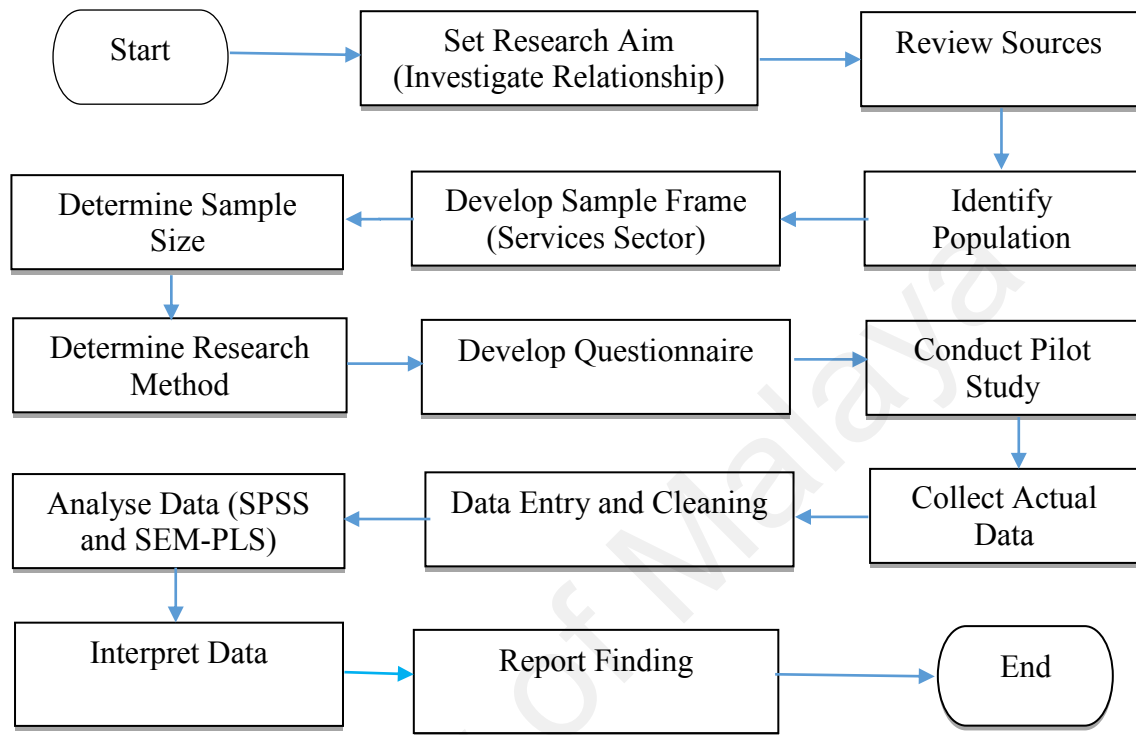 Start
Set Research Aim
(Investigate Relationship)
Review Sources
Identify
Population
Develop Sample Frame
(Services Sector)
Determine Sample
Size
Determine Research
Method
Develop Questionnaire
Conduct Pilot
Study
Collect Actual
Data
Data Entry and Cleaning
Analyse Data (SPSS
and SEM-PLS)
Interpret Data
Report Finding
End
of Malaya